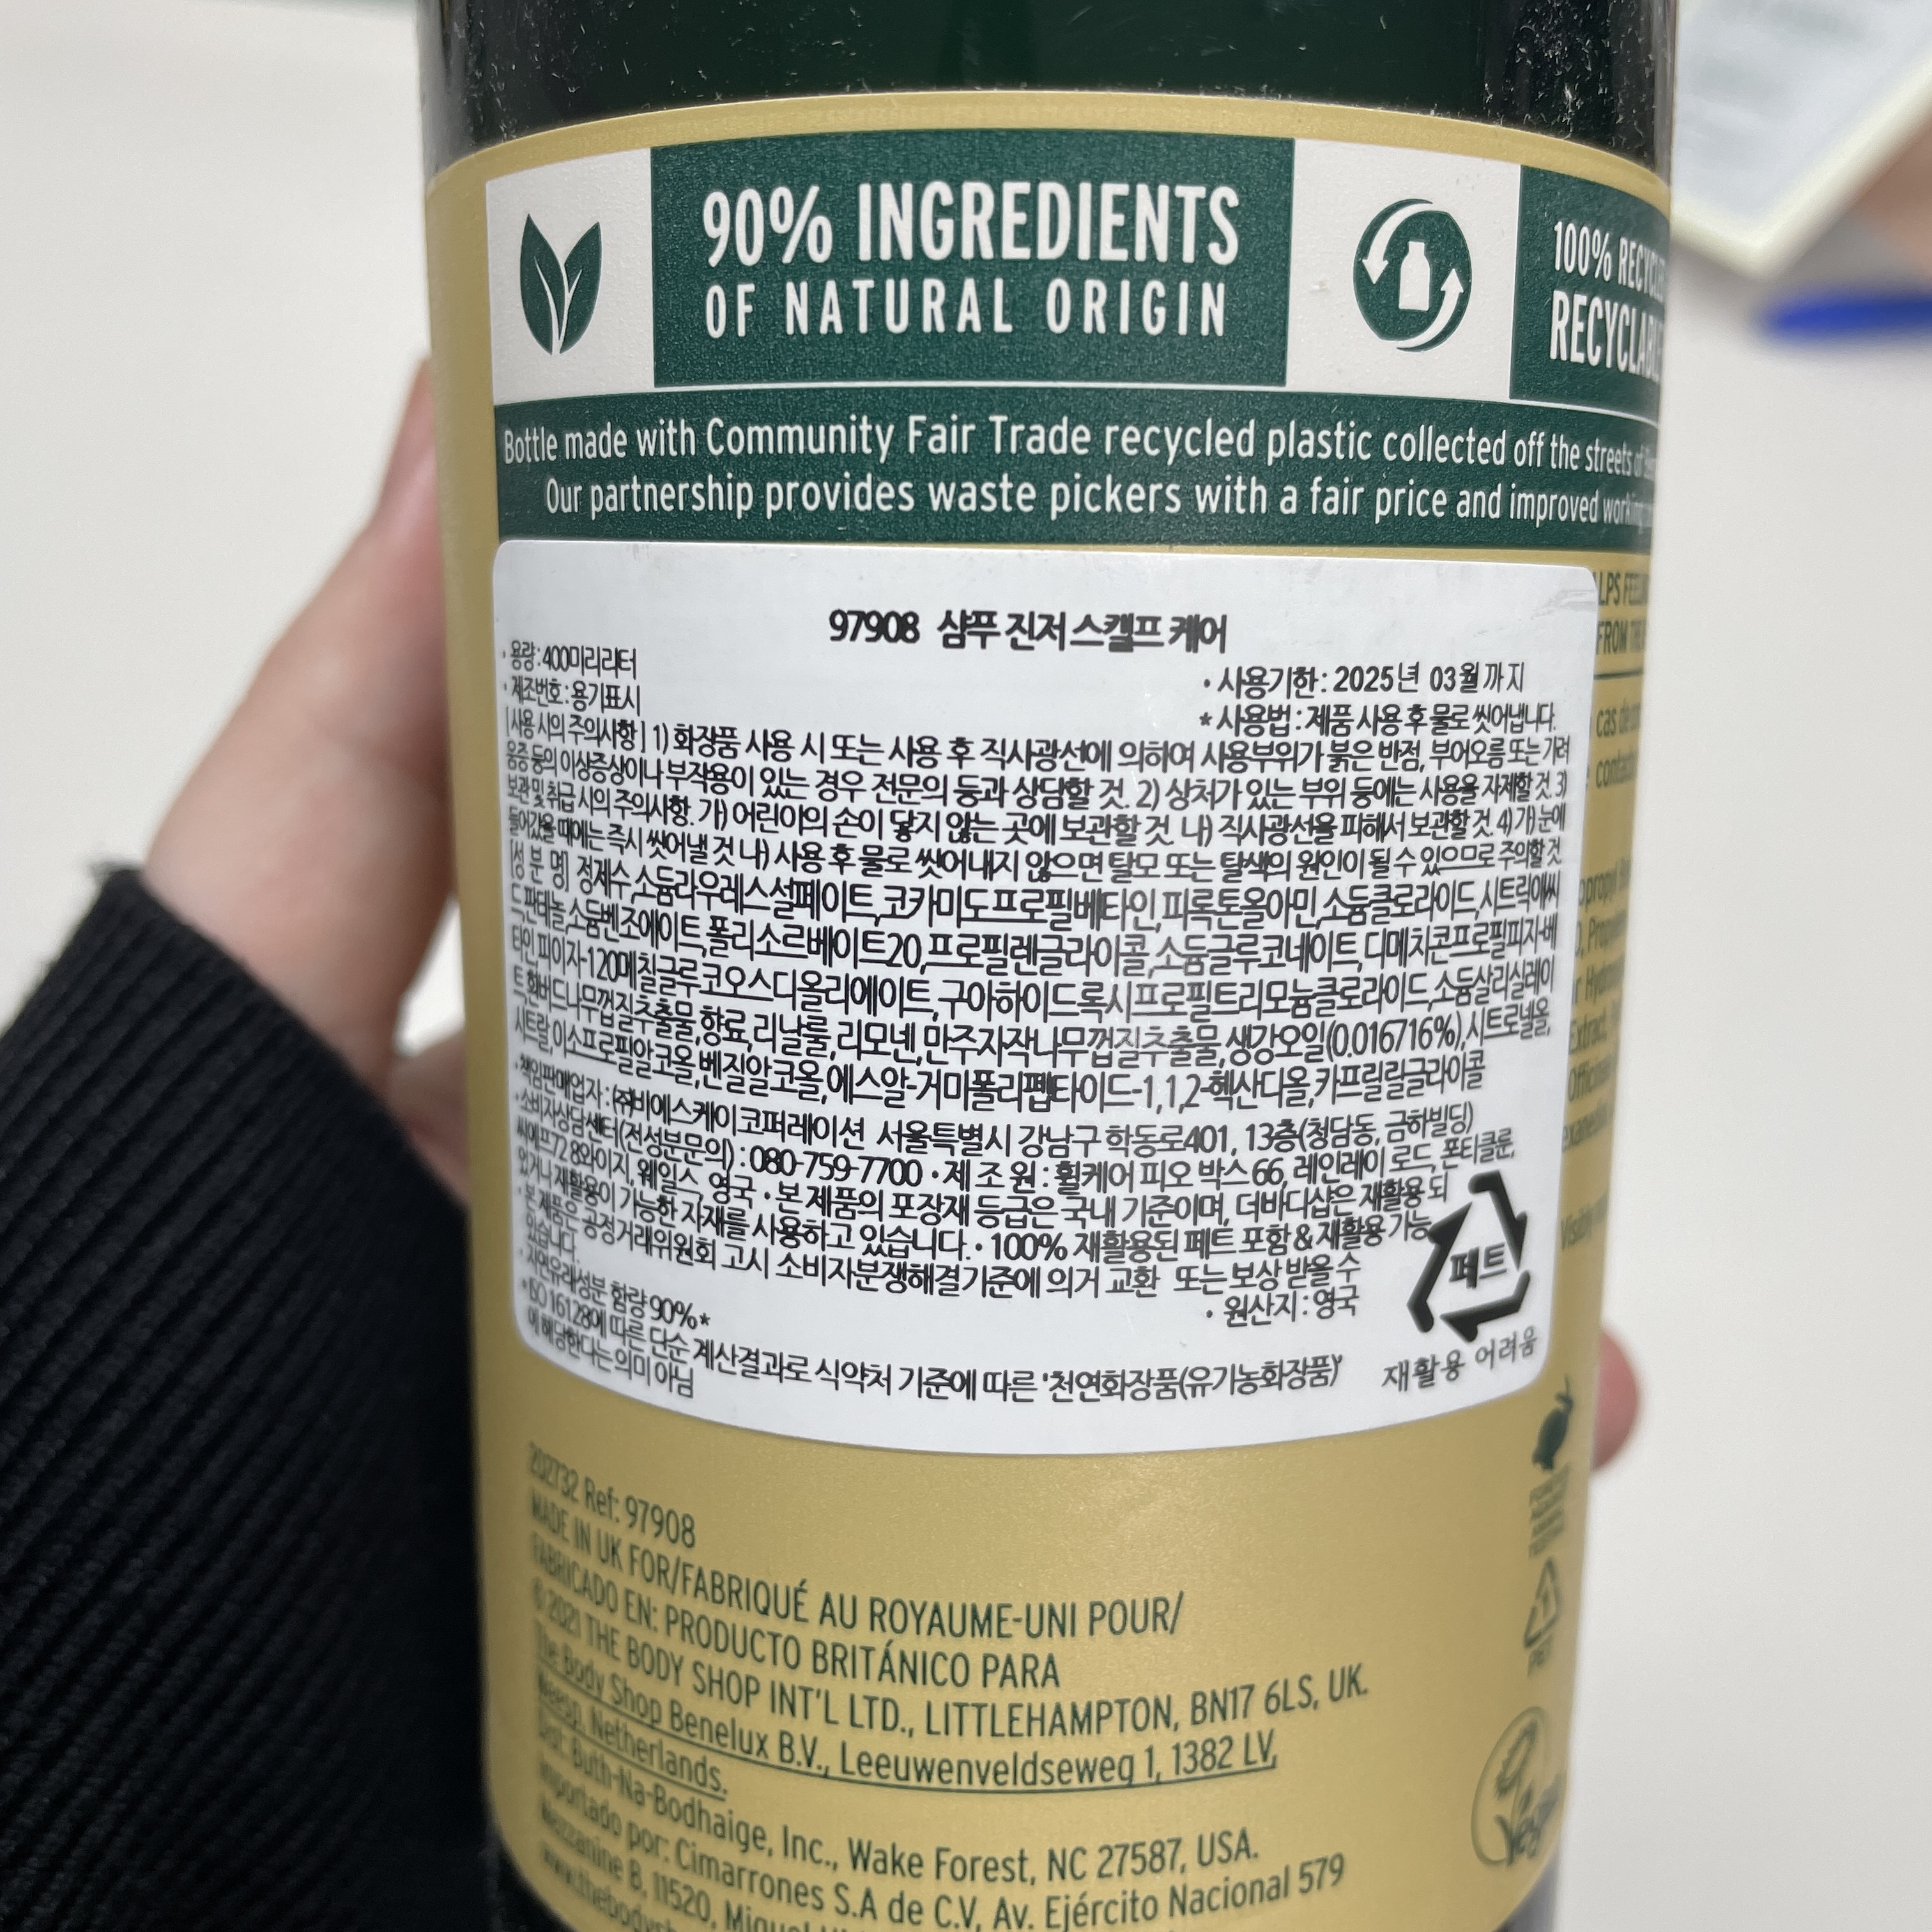 90% INGREDIENTS
OF NATURAL ORIGIN
100% RECYCLED
RECYCLABLE
Bottle made with Community Fair Trade recycled plastic collected off the streets of
Our partnership provides waste pickers with a fair price and improved working
97908 샴푸 진저 스캘프 케어
• 용량 : 400미리리터
• 제조번호 : 용기표시
• 사용기한 : 2025년 03월 까지
* 사용법 : 제품 사용 후 물로 씻어냅니다.
[사용 시의 주의사항] 1) 화장품 사용 시 또는 사용 후 직사광선에 의하여 사용부위가 붉은 반점, 부어오름 또는 가려
움증 등의 이상증상이나 부작용이 있는 경우 전문의 등과 상담할 것. 2) 상처가 있는 부위 등에는 사용을 자제할 것. 3)
보관 및 취급 시의 주의사항. 가) 어린이의 손이 닿지 않는 곳에 보관할 것. 나) 직사광선을 피해서 보관할 것. 4) 가) 눈에
들어갔을 때에는 즉시 씻어낼 것 나) 사용 후 물로 씻어내지 않으면 탈모 또는 탈색의 원인이 될 수 있으므로 주의할 것
[성 분 명] 정제수,소듐라우레스설페이트,코카미도프로필베타인,피록톤올아민,소듐클로라이드,시트릭애씨
드,판테놀,소듐벤조에이트,폴리소르베이트20,프로필렌글라이콜,소듐글루코네이트,디메치콘프로필피지-베
타인피이지-120메칠글루코오스디올리에이트,구아하이드록시프로필트리모늄클로라이드,소듐살리실레이
트,흰버드나무껍질추출물,향료,리날룰,리모넨,만주자작나무껍질추출물,생강오일(0.016716%),시트로넬올,
시트랄,이소프로필알코올,벤질알코올,에스알-거미폴리펩타이드-1,1,2-헥산다이올,카프릴릴글라이콜
• 책임판매업자 : (주)비에스케이코퍼레이션 서울특별시 강남구 학동로401, 13층(청담동, 금하빌딩)
• 소비자상담센터(전성분문의) : 080-759-7700 • 제 조 원 : 휠케어 피오 박스 66, 레인레이 로드, 폰티클룬,
씨에프72 8와이지, 웨일스, 영국 • 본 제품의 포장재 등급은 국내 기준이며, 더바디샵은 재활용 되
었거나 재활용이 가능한 자재를 사용하고 있습니다. • 100% 재활용된 페트 포함 & 재활용 가능
• 본 제품은 공정거래위원회 고시 소비자분쟁해결기준에 의거 교환 또는 보상 받을 수
있습니다.
• 원산지 : 영국
• 자연유래성분 함량 90%*
* ISO 16128에 따른 단순 계산결과로 식약처 기준에 따른 '천연화장품(유기농화장품)'
에 해당한다는 의미 아님
페트
재활용 어려움
202732 Ref: 97908
MADE IN UK FOR/FABRIQUÉ AU ROYAUME-UNI POUR/
FABRICADO EN: PRODUCTO BRITÁNICO PARA
© 2021 THE BODY SHOP INT'L LTD., LITTLEHAMPTON, BN17 6LS, UK.
The Body Shop Benelux B.V., Leeuwenveldseweg 1, 1382 LV,
Weesp, Netherlands.
Dist: Buth-Na-Bodhaige, Inc., Wake Forest, NC 27587, USA.
Importado por: Cimarrones S.A de C.V, Av. Ejército Nacional 579
Mezzanine B, 11520, Miguel
1
PET
Vegan